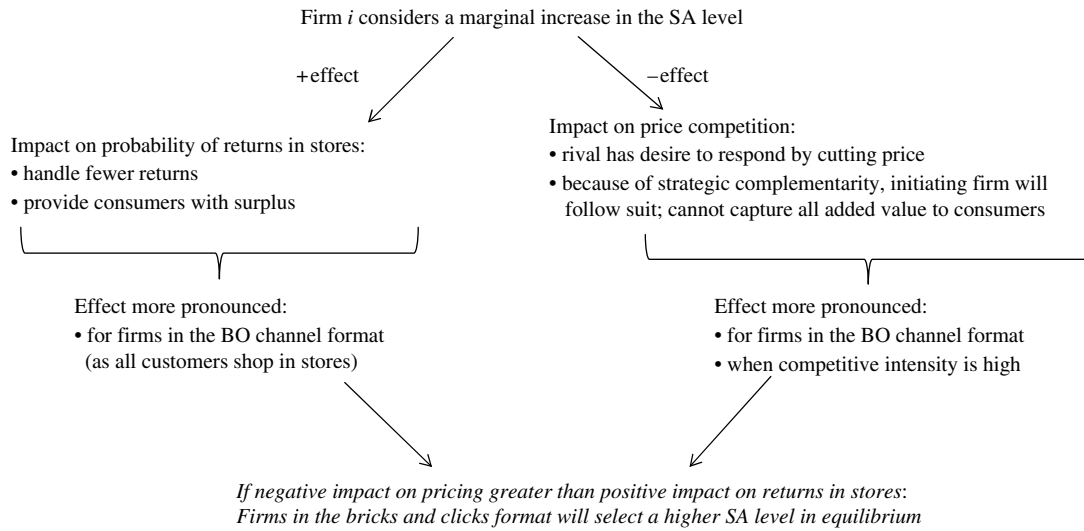 Firm i considers a marginal increase in the SA level
+effect
−effect
Impact on probability of returns in stores:
• handle fewer returns
• provide consumers with surplus
Impact on price competition:
• rival has desire to respond by cutting price
• because of strategic complementarity, initiating firm will
follow suit; cannot capture all added value to consumers
Effect more pronounced:
• for firms in the BO channel format
(as all customers shop in stores)
Effect more pronounced:
• for firms in the BO channel format
• when competitive intensity is high
If negative impact on pricing greater than positive impact on returns in stores:
Firms in the bricks and clicks format will select a higher SA level in equilibrium